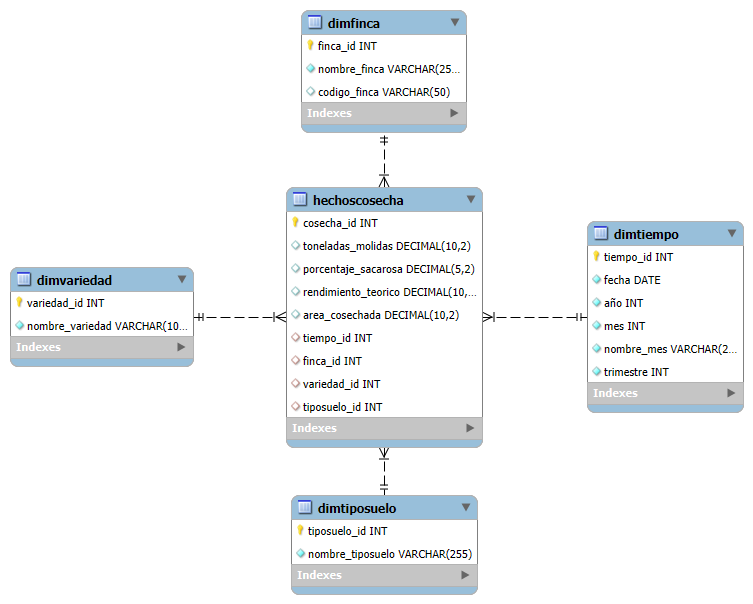 dimfinca
finca_id INT
nombre_finca VARCHAR(25...
codigo_finca VARCHAR(50)
Indexes
hechoscosecha
cosecha_id INT
toneladas_molidas DECIMAL(10,2)
porcentaje_sacarosa DECIMAL(5,2)
rendimiento_teorico DECIMAL(10,...
area_cosechada DECIMAL(10,2)
tiempo_id INT
finca_id INT
variedad_id INT
tiposuelo_id INT
Indexes
dimvariedad
variedad_id INT
nombre_variedad VARCHAR(10...
Indexes
dimtiempo
tiempo_id INT
fecha DATE
año INT
mes INT
nombre_mes VARCHAR(2...
trimestre INT
Indexes
dimtiposuelo
tiposuelo_id INT
nombre_tiposuelo VARCHAR(255)
Indexes